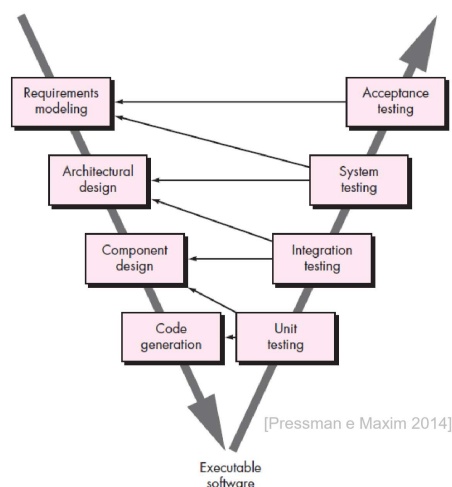 Requirements
modeling
Acceptance
testing
Architectural
design
System
testing
Component
design
Integration
testing
Code
generation
Unit
testing
[Pressman e Maxim 2014]
Executable
software